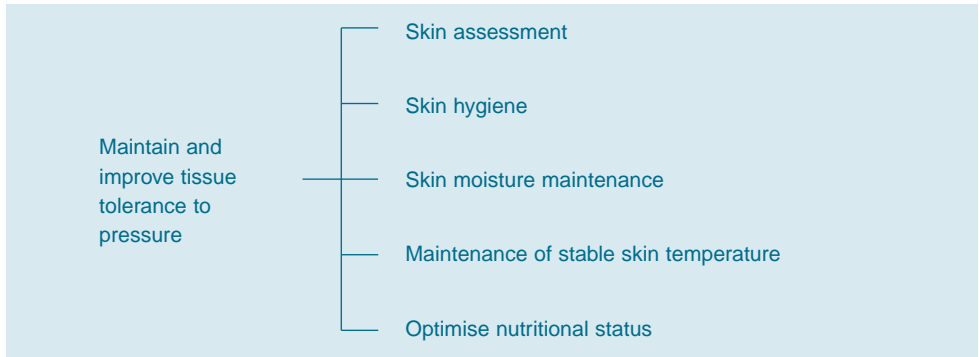 Skin assessment
Skin hygiene
Maintain and
improve tissue
tolerance to
pressure
Skin moisture maintenance
Maintenance of stable skin temperature
Optimise nutritional status